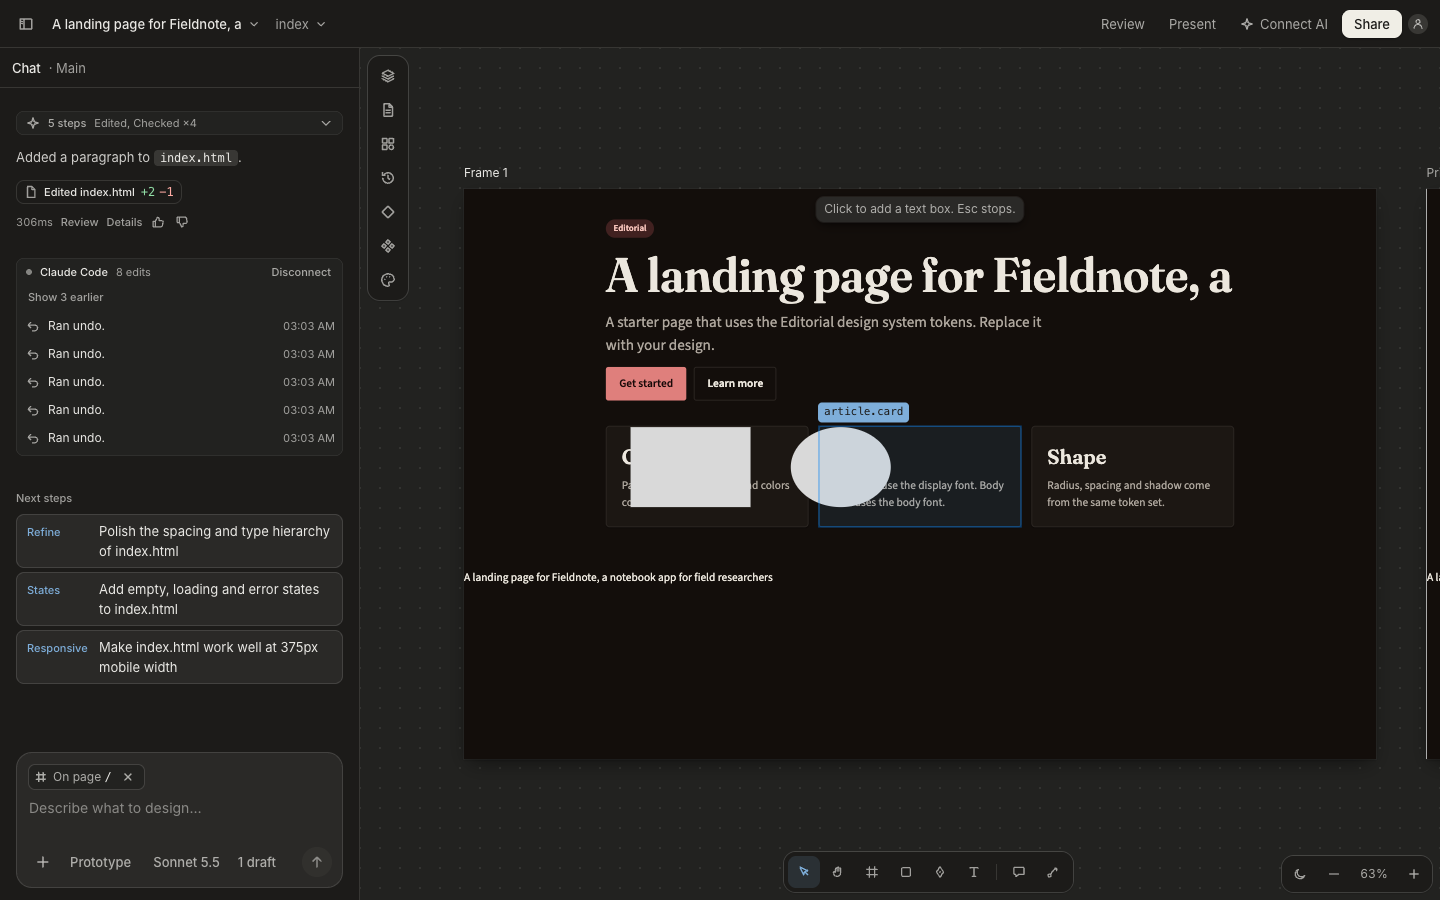 A landing page for Fieldnote, a
index
Review
Present
Connect AI
Share
Chat · Main
5 steps Edited, Checked ×4
Added a paragraph to index.html.
Edited index.html +2 −1
306ms Review Details
Claude Code 8 edits Disconnect
Show 3 earlier
Ran undo. 03:03 AM
Ran undo. 03:03 AM
Ran undo. 03:03 AM
Ran undo. 03:03 AM
Ran undo. 03:03 AM
Next steps
Refine Polish the spacing and type hierarchy
of index.html
States Add empty, loading and error states
to index.html
Responsive Make index.html work well at 375px
mobile width
On page /
Describe what to design...
Prototype Sonnet 5.5 1 draft
Frame 1
Click to add a text box. Esc stops.
Editorial
A landing page for Fieldnote, a
A starter page that uses the Editorial design system tokens. Replace it
with your design.
Get started
Learn more
article.card
colors
use the display font. Body
uses the body font.
Shape
Radius, spacing and shadow come
from the same token set.
A landing page for Fieldnote, a notebook app for field researchers
63%